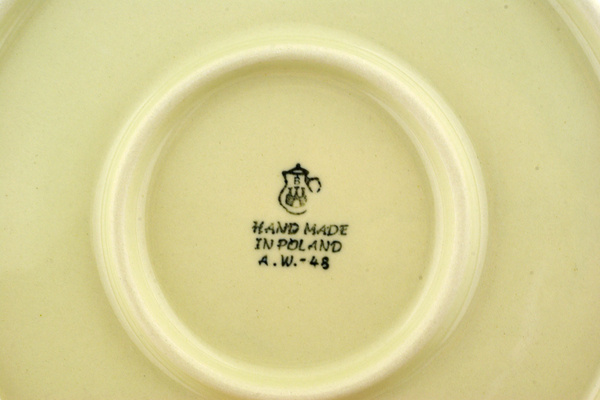 B
HAND MADE
IN POLAND
A.W.-48